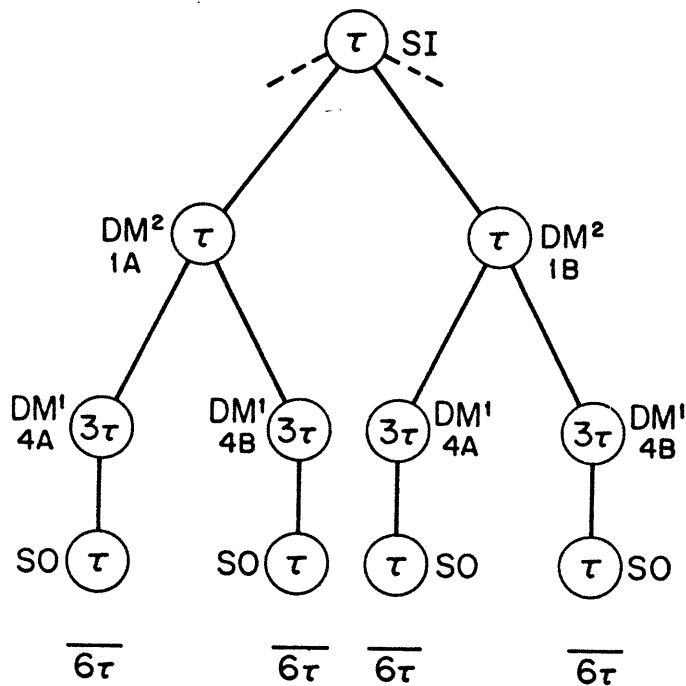 τ SI
DM² τ τ DM²
1A 1B
DM¹ 3τ DM¹ 3τ 3τ DM¹ 3τ DM¹
4A 4B 4A 4B
SO τ SO τ τ SO τ SO
6τ 6τ 6τ 6τ